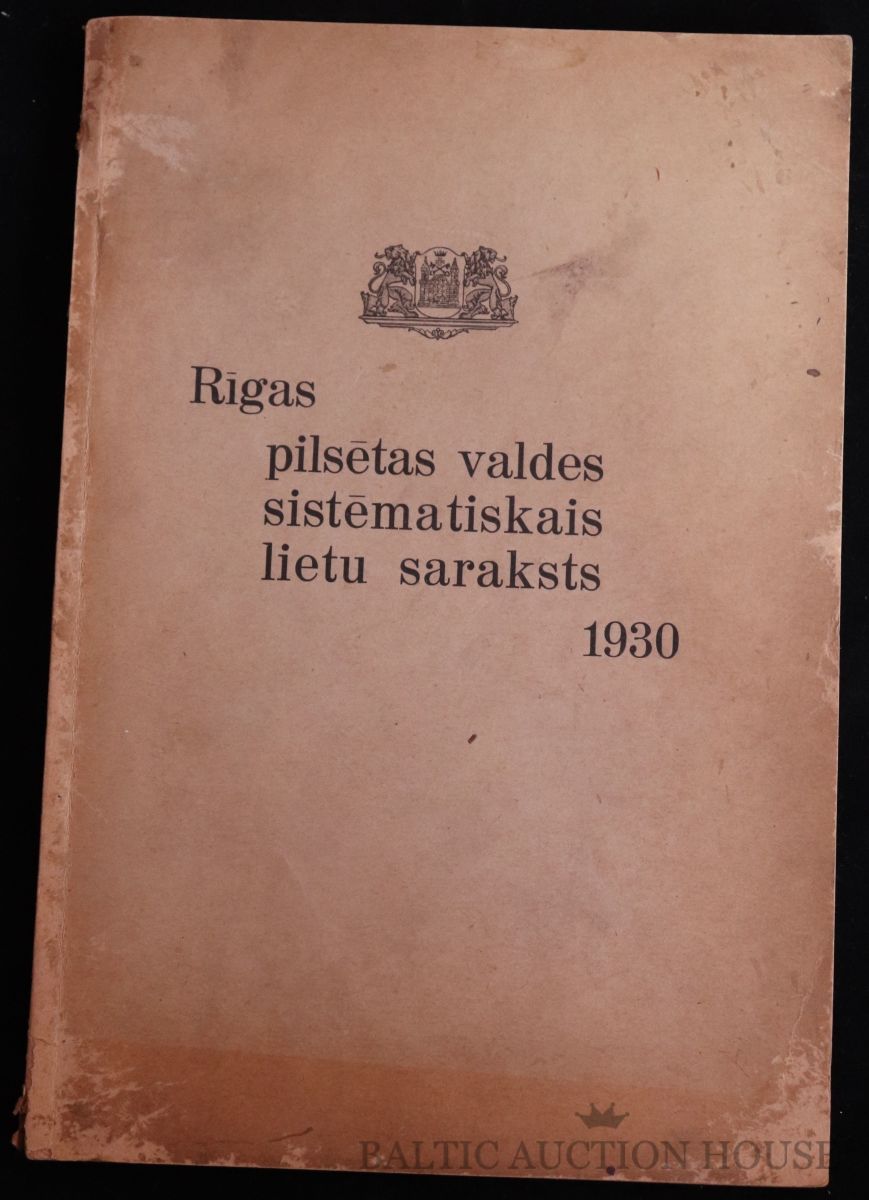 Rīgas
pilsētas valdes
sistēmatiskais
lietu saraksts
1930
BALTIC AUCTION HOUSE